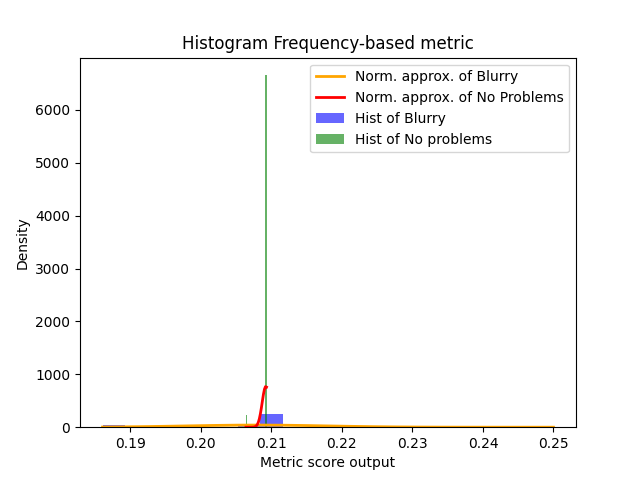 Histogram Frequency-based metric
Norm. approx. of Blurry
Norm. approx. of No Problems
Hist of Blurry
Hist of No problems
6000
5000
4000
3000
2000
1000
0
Density
0.19 0.20 0.21 0.22 0.23 0.24 0.25
Metric score output